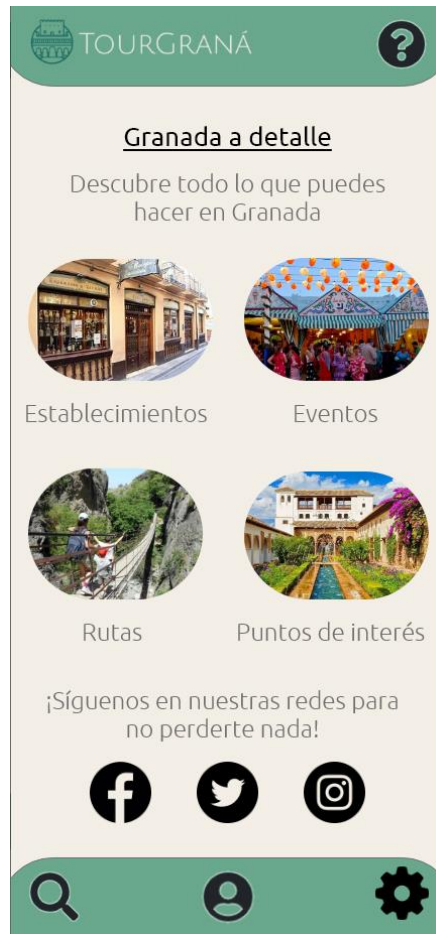 TOURGRANÁ
Granada a detalle
Descubre todo lo que puedes
hacer en Granada
Establecimientos
Eventos
Rutas
Puntos de interés
¡Síguenos en nuestras redes para
no perderte nada!